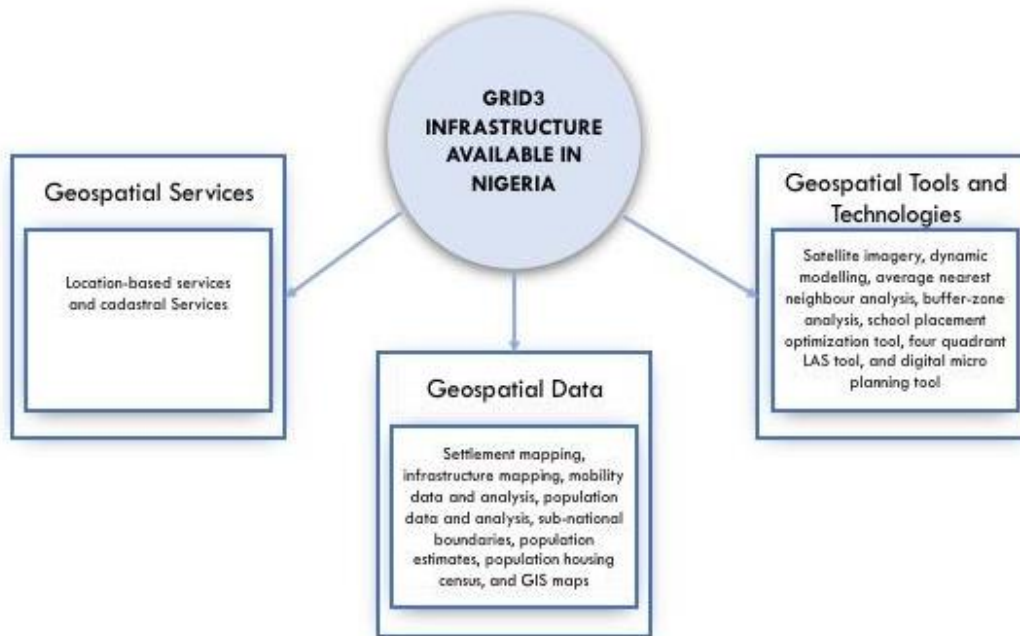 GRID3
INFRASTRUCTURE
AVAILABLE IN
NIGERIA
Geospatial Services
Location-based services
and cadastral Services
Geospatial Data
Settlement mapping,
infrastructure mapping, mobility
data and analysis, population
data and analysis, sub-national
boundaries, population
estimates, population housing
census, and GIS maps
Geospatial Tools and
Technologies
Satellite imagery, dynamic
modelling, average nearest
neighbour analysis, buffer-zone
analysis, school placement
optimization tool, four quadrant
LAS tool, and digital micro
planning tool